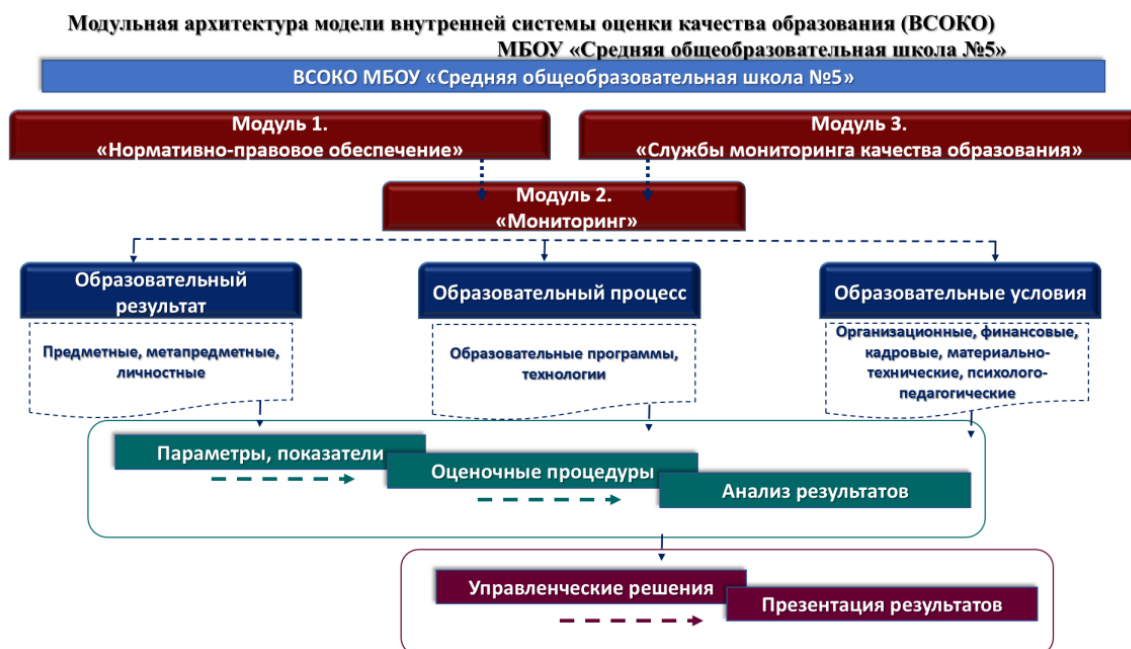 Модульная архитектура модели внутренней системы оценки качества образования (ВСОКО)
МБОУ «Средняя общеобразовательная школа №5»
ВСОКО МБОУ «Средняя общеобразовательная школа №5»
Модуль 1.
«Нормативно-правовое обеспечение»
Модуль 3.
«Службы мониторинга качества образования»
Модуль 2.
«Мониторинг»
Образовательный
результат
Образовательный процесс
Образовательные условия
Предметные, метапредметные,
личностные
Образовательные программы,
технологии
Организационные, финансовые,
кадровые, материально-
технические, психолого-
педагогические
Параметры, показатели
Оценочные процедуры
Анализ результатов
Управленческие решения
Презентация результатов